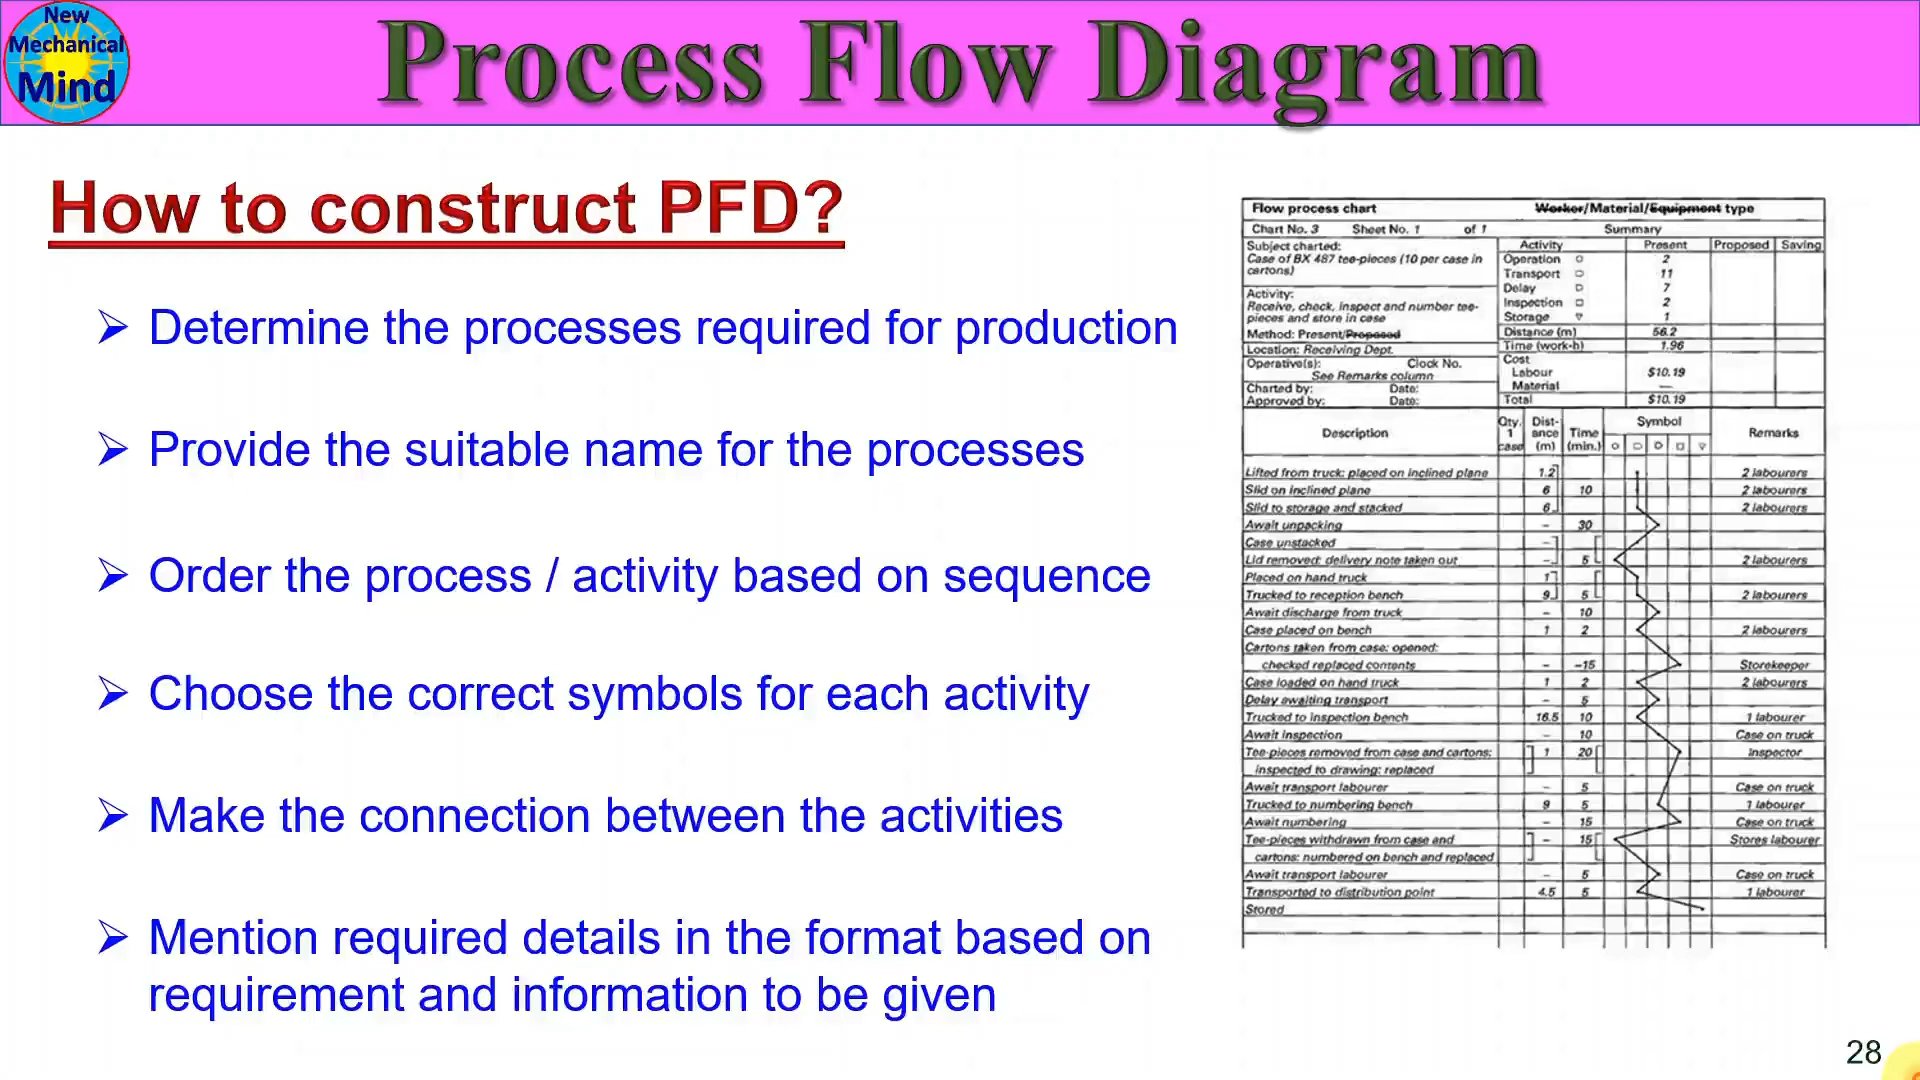 New
Mechanical
Mind
Process Flow Diagram
How to construct PFD?
Determine the processes required for production
Provide the suitable name for the processes
Order the process / activity based on sequence
Choose the correct symbols for each activity
Make the connection between the activities
Mention required details in the format based on
requirement and information to be given
Flow process chart Worker/Material/Equipment type
Chart No. 3 Sheet No. 1 of 1 Summary
Subject charted:
Case of BX 487 tee-pieces (10 per case in
cartons)
Activity:
Receive, check, inspect and number tee-
pieces and store in case
Method: Present/Proposed
Location: Receiving Dept.
Operative(s): Clock No.
See Remarks column
Charted by: Date:
Approved by: Date:
Activity Present Proposed Saving
Operation 2
Transport 11
Delay 7
Inspection 2
Storage 1
Distance (m) 56.2
Time (work-h) 1.96
Cost
Labour $10.19
Material —
Total $10.19
Description Qty. 1 case Dist-ance (m) Time (min.) Symbol Remarks
Lifted from truck: placed on inclined plane 1.2 2 labourers
Slid on inclined plane 6 10 2 labourers
Slid to storage and stacked 6 2 labourers
Await unpacking - 30
Case unstacked -
Lid removed: delivery note taken out - 5 2 labourers
Placed on hand truck 1
Trucked to reception bench 9 5 2 labourers
Await discharge from truck - 10
Case placed on bench 1 2 2 labourers
Cartons taken from case: opened:
checked replaced contents - -15 Storekeeper
Case loaded on hand truck 1 2 2 labourers
Delay awaiting transport - 5
Trucked to inspection bench 16.5 10 1 labourer
Await inspection - 10 Case on truck
Tee-pieces removed from case and cartons: 1 20 Inspector
inspected to drawing: replaced
Await transport labourer - 5 Case on truck
Trucked to numbering bench 9 5 1 labourer
Await numbering - 15 Case on truck
Tee-pieces withdrawn from case and - 15 Stores labourer
cartons: numbered on bench and replaced
Await transport labourer - 5 Case on truck
Transported to distribution point 4.5 5 1 labourer
Stored
28